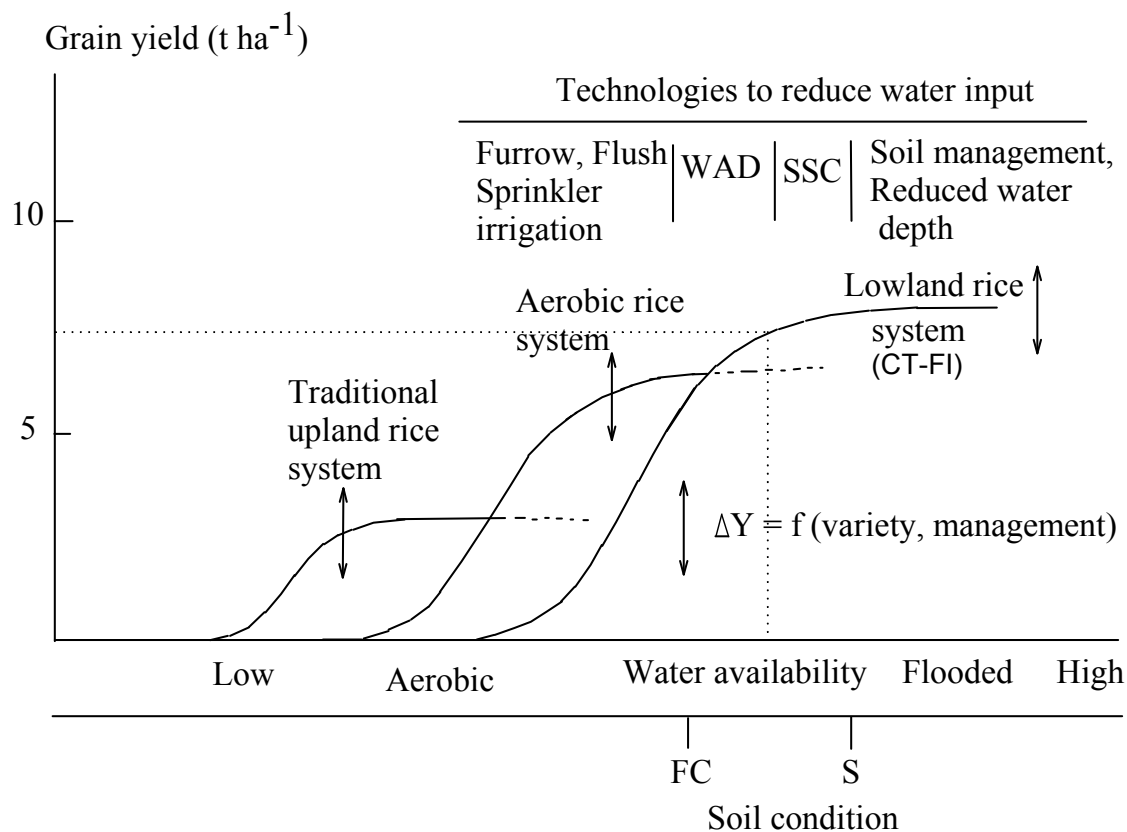 Grain yield (t ha-1)
Technologies to reduce water input
Furrow, Flush
Sprinkler
irrigation
WAD
SSC
Soil management,
Reduced water
depth
10
5
Traditional
upland rice
system
Aerobic rice
system
Lowland rice
system
(CT-FI)
ΔY = f (variety, management)
Low
Aerobic
Water availability
Flooded
High
FC
S
Soil condition